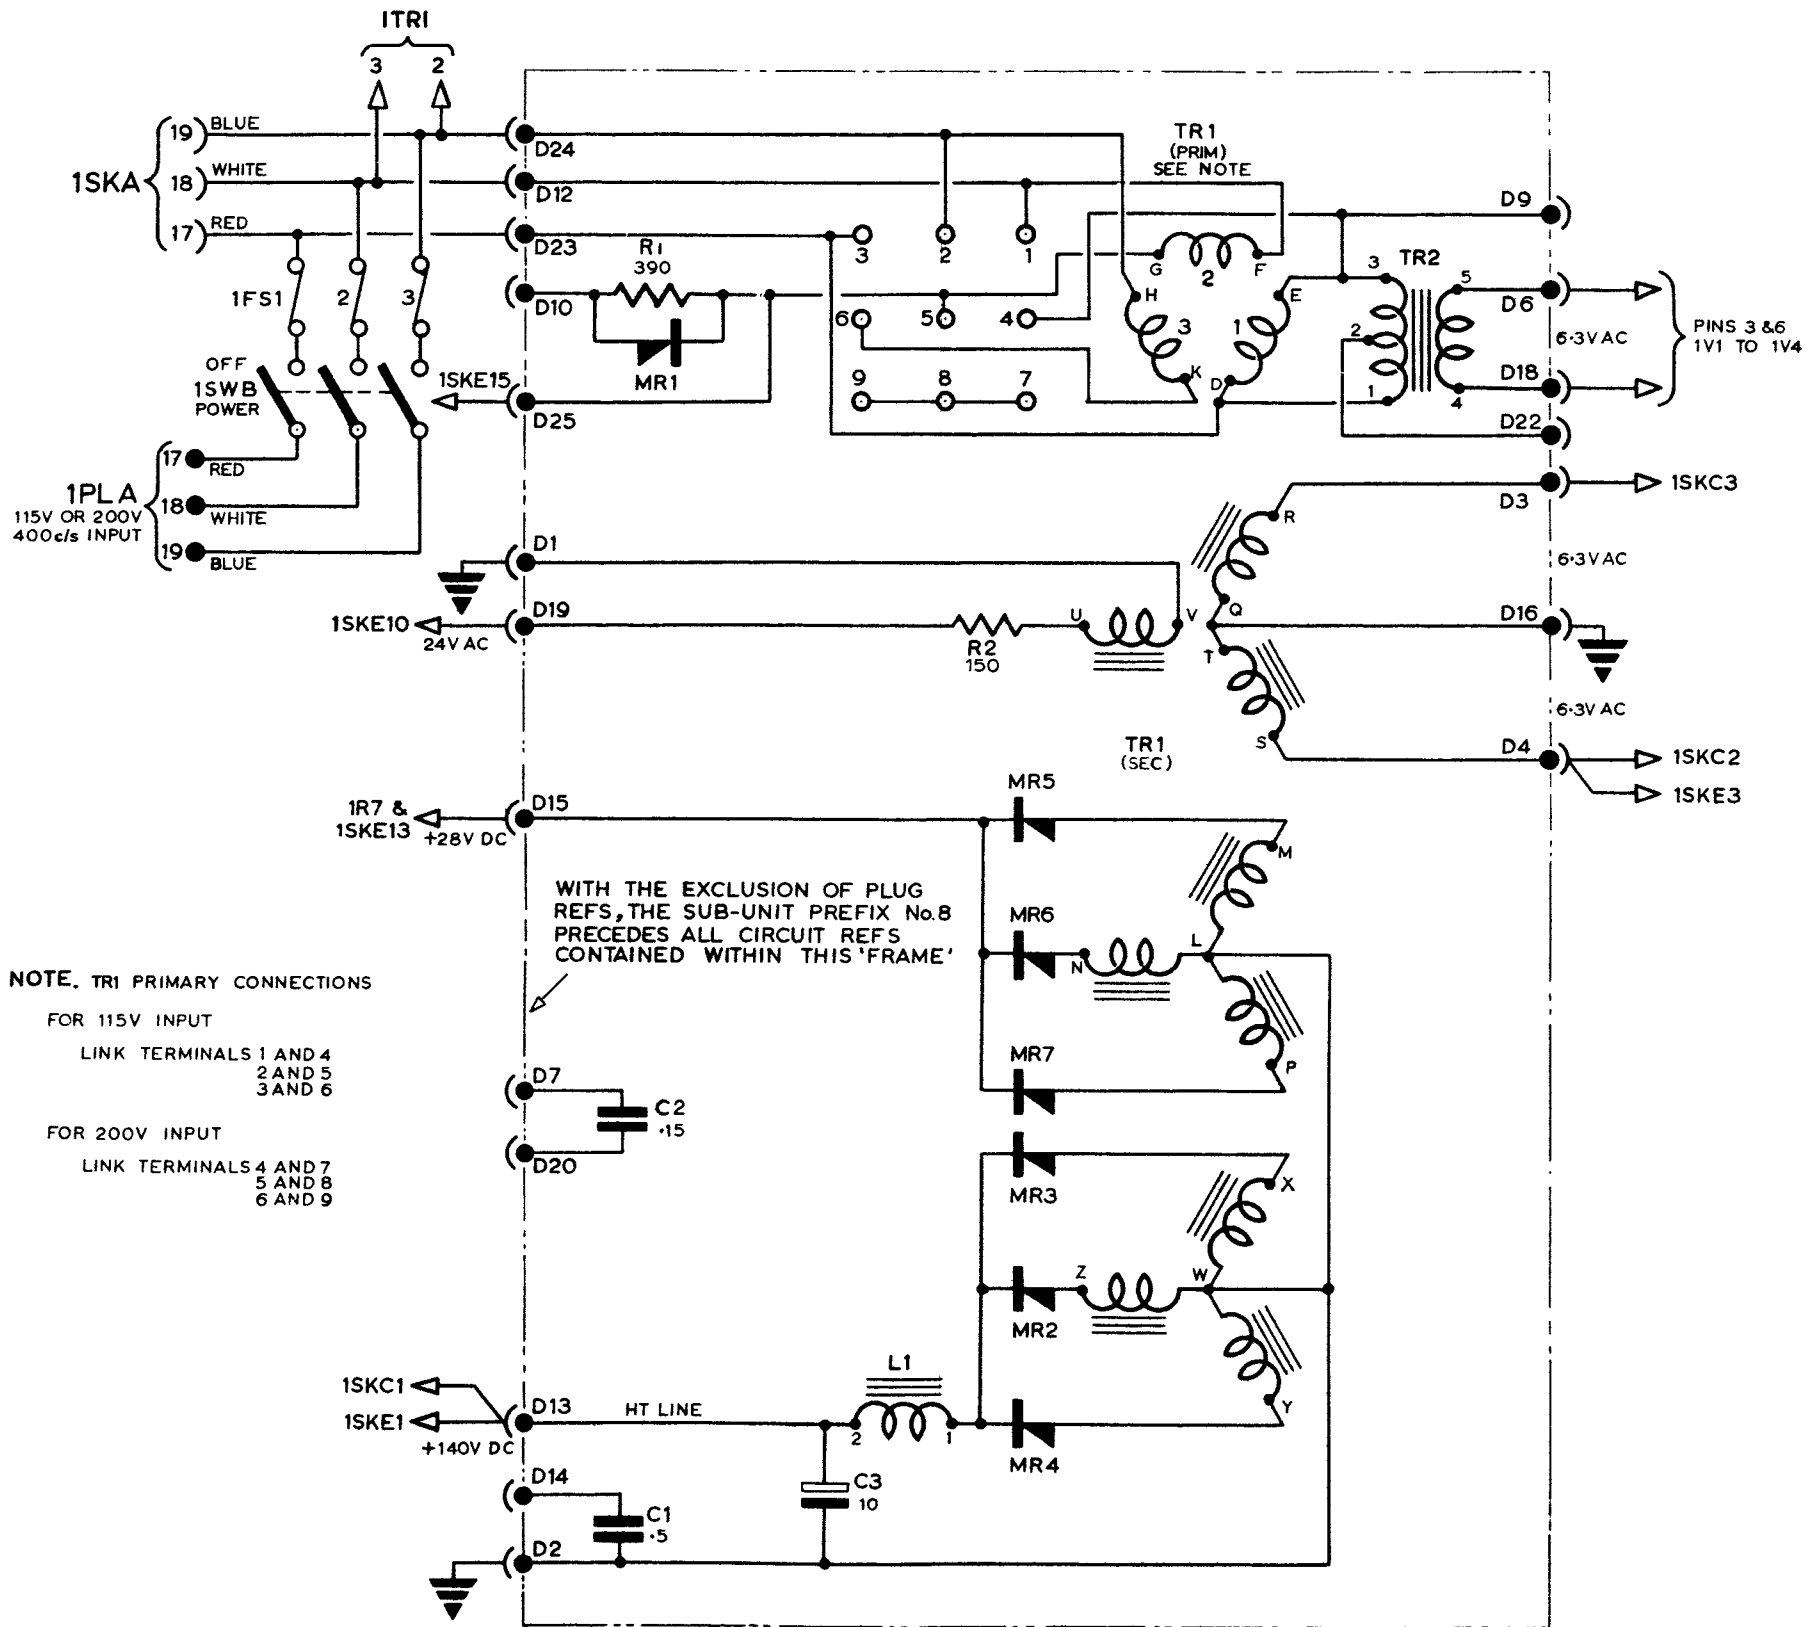 1TR1
3 2
1SKA
19 BLUE
18 WHITE
17 RED
D24
D12
D23
D10
D25
R1
390
MR1
1SKE15
1FS1 2 3
OFF
1SWB
POWER
1PLA
115V OR 200V
400c/s INPUT
17 RED
18 WHITE
19 BLUE
3 2 1
6 5 4
9 8 7
TR1
(PRIM)
SEE NOTE
G 2 F
H 3 K
E 1 D
TR2
3 5
2
1 4
D9
D6
6·3V AC
D18
D22
PINS 3 & 6
1V1 TO 1V4
D3
1SKC3
6·3V AC
D16
6·3V AC
D4
1SKC2
1SKE3
D1
D19
1SKE10
24V AC
R2
150
U V
R
Q
T
S
TR1
(SEC)
1R7 &
1SKE13
+28V DC
D15
MR5
MR6
MR7
M
N L
P
WITH THE EXCLUSION OF PLUG
REFS, THE SUB-UNIT PREFIX No.8
PRECEDES ALL CIRCUIT REFS
CONTAINED WITHIN THIS 'FRAME'
NOTE. TR1 PRIMARY CONNECTIONS
FOR 115V INPUT
LINK TERMINALS 1 AND 4
2 AND 5
3 AND 6
FOR 200V INPUT
LINK TERMINALS 4 AND 7
5 AND 8
6 AND 9
D7
C2
·15
D20
MR3
MR2
MR4
X
Z W
Y
L1
2 1
1SKC1
1SKE1
+140V DC
D13
HT LINE
D14
C1
·5
D2
C3
10